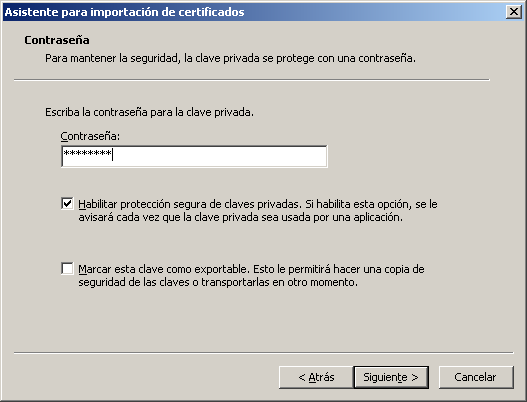 Asistente para importación de certificados
Contraseña
Para mantener la seguridad, la clave privada se protege con una contraseña.
Escriba la contraseña para la clave privada.
Contraseña:
********
Habilitar protección segura de claves privadas. Si habilita esta opción, se le
avisará cada vez que la clave privada sea usada por una aplicación.
Marcar esta clave como exportable. Esto le permitirá hacer una copia de
seguridad de las claves o transportarlas en otro momento.
< Atrás
Siguiente >
Cancelar